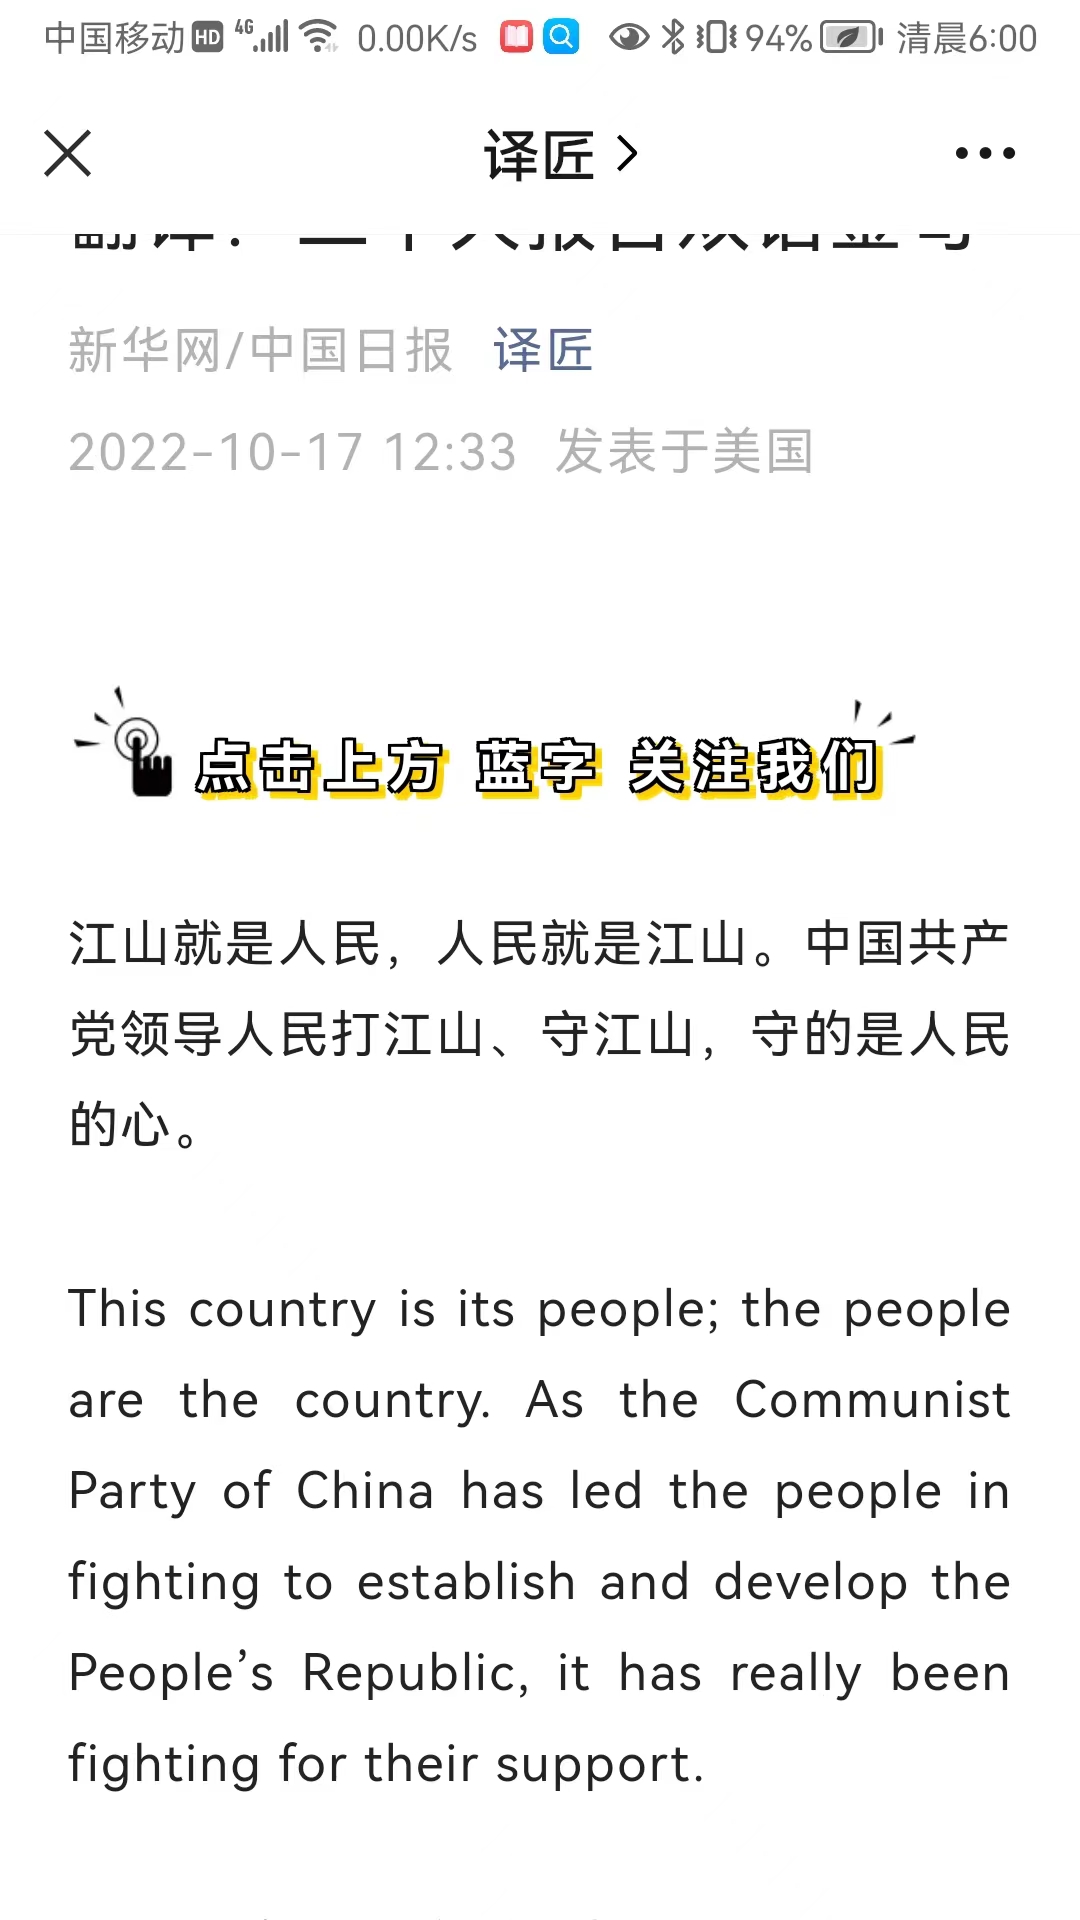 中国移动 HD 4G 0.00K/s 94% 清晨6:00
译匠
新华网/中国日报 译匠
2022-10-17 12:33 发表于美国
点击上方 蓝字 关注我们
江山就是人民，人民就是江山。中国共产
党领导人民打江山、守江山，守的是人民
的心。
This country is its people; the people
are the country. As the Communist
Party of China has led the people in
fighting to establish and develop the
People’s Republic, it has really been
fighting for their support.